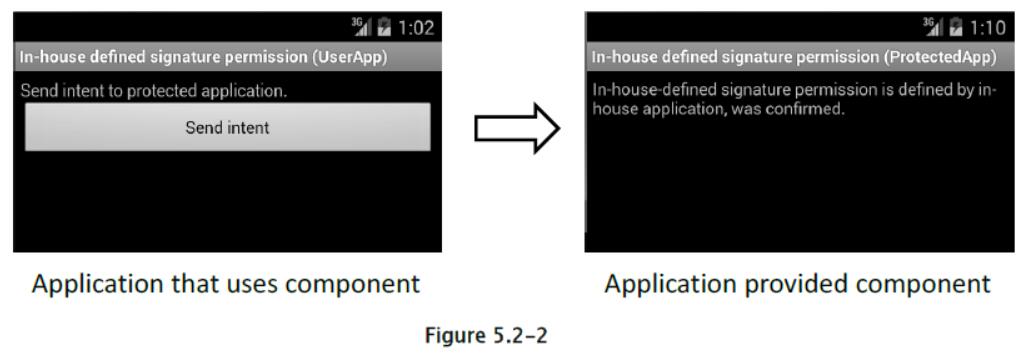 3G 1:02
In-house defined signature permission (UserApp)
Send intent to protected application.
Send intent
Application that uses component
3G 1:10
In-house defined signature permission (ProtectedApp)
In-house-defined signature permission is defined by in-
house application, was confirmed.
Application provided component
Figure 5.2-2